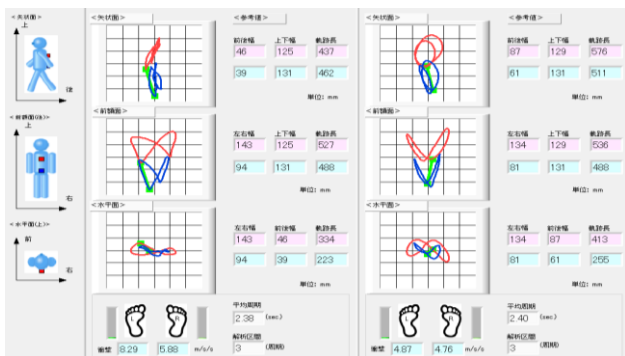 <矢状面>
上
後
<前額面(後)>
上
右
<水平面(上)>
前
右
<矢状面>
<参考値>
前後幅 上下幅 軌跡長
46 125 437
39 131 462
単位: mm
<前額面>
左右幅 上下幅 軌跡長
143 125 527
94 131 488
単位: mm
<水平面>
左右幅 前後幅 軌跡長
143 46 334
94 39 223
単位: mm
L R
衝撃 8.29 5.88 m/s/s
平均周期
2.38 (sec)
解析区間
3 (周期)
<矢状面>
<参考値>
前後幅 上下幅 軌跡長
87 129 576
61 131 511
単位: mm
<前額面>
左右幅 上下幅 軌跡長
134 129 536
81 131 488
単位: mm
<水平面>
左右幅 前後幅 軌跡長
134 87 413
81 61 255
単位: mm
L R
衝撃 4.87 4.76 m/s/s
平均周期
2.40 (sec)
解析区間
3 (周期)